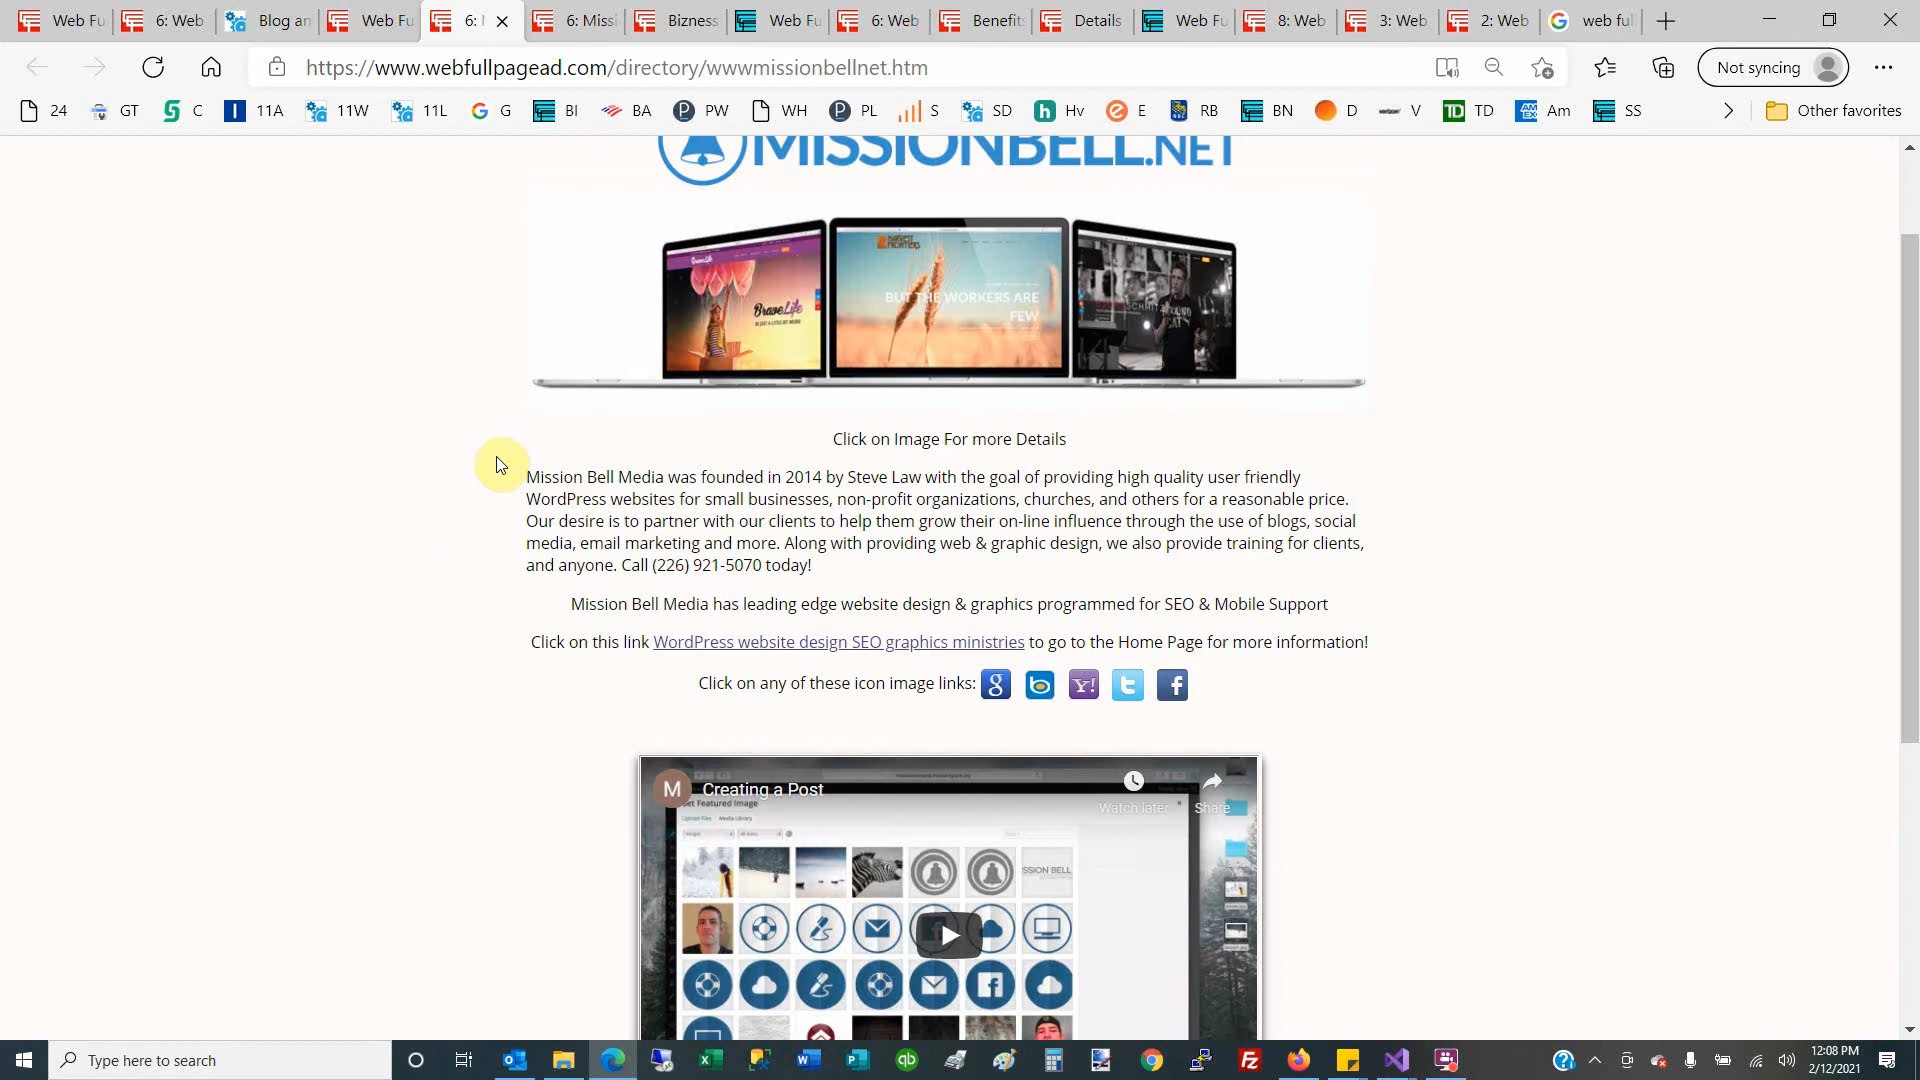 Web Fu
6: Web
Blog an
Web Fu
6: M
6: Missi
Bizness
Web Fu
6: Web
Benefits
Details
Web Fu
8: Web
3: Web
2: Web
web full
https://www.webfullpagead.com/directory/wwwmissionbellnet.htm
Not syncing
24 GT C 11A 11W 11L G BI BA PW WH PL S SD Hv E RB BN D V TD Am SS Other favorites
MISSIONBELL.NET
BraveLife
HARVEST FRONTIERS
BUT THE WORKERS ARE
FEW
Click on Image For more Details
Mission Bell Media was founded in 2014 by Steve Law with the goal of providing high quality user friendly
WordPress websites for small businesses, non-profit organizations, churches, and others for a reasonable price.
Our desire is to partner with our clients to help them grow their on-line influence through the use of blogs, social
media, email marketing and more. Along with providing web & graphic design, we also provide training for clients,
and anyone. Call (226) 921-5070 today!
Mission Bell Media has leading edge website design & graphics programmed for SEO & Mobile Support
Click on this link WordPress website design SEO graphics ministries to go to the Home Page for more information!
Click on any of these icon image links:
M Creating a Post
Watch later
Share
Set Featured Image
Upload Files Media Library
SSION BELL
Type here to search
12:08 PM
2/12/2021